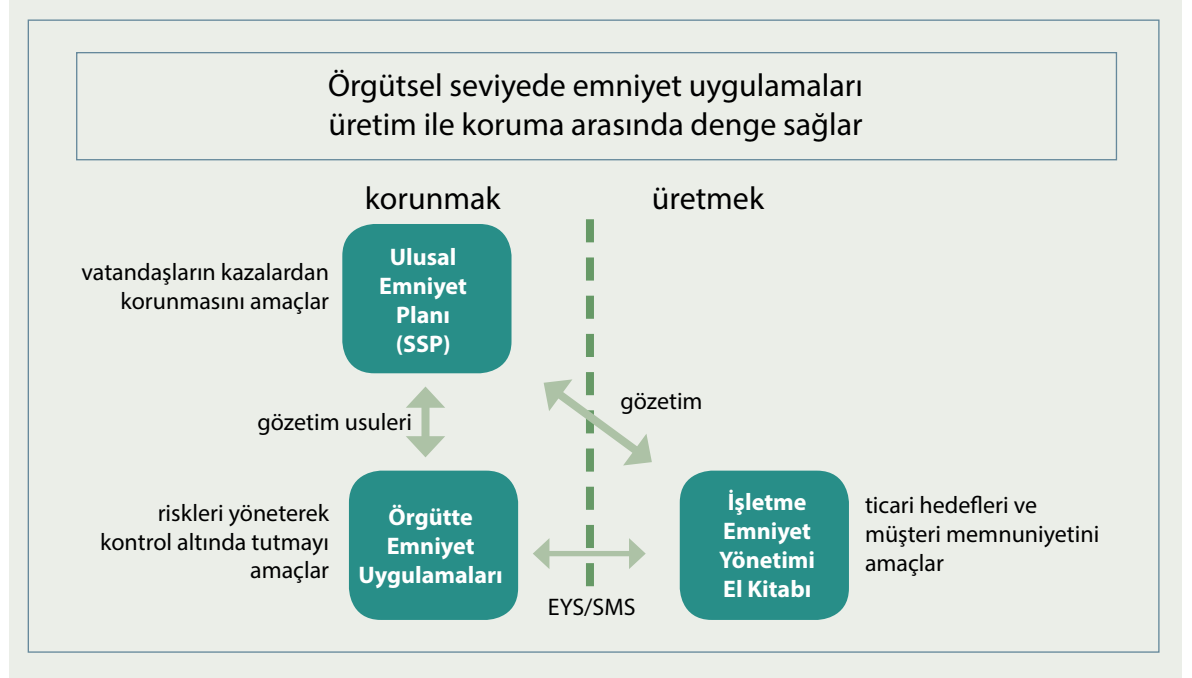 Örgütsel seviyede emniyet uygulamaları
üretim ile koruma arasında denge sağlar
korunmak
üretmek
vatandaşların kazalardan
korunmasını amaçlar
Ulusal
Emniyet
Planı
(SSP)
gözetim usuleri
gözetim
riskleri yöneterek
kontrol altında tutmayı
amaçlar
Örgütte
Emniyet
Uygulamaları
EYS/SMS
İşletme
Emniyet
Yönetimi
El Kitabı
ticari hedefleri ve
müşteri memnuniyetini
amaçlar